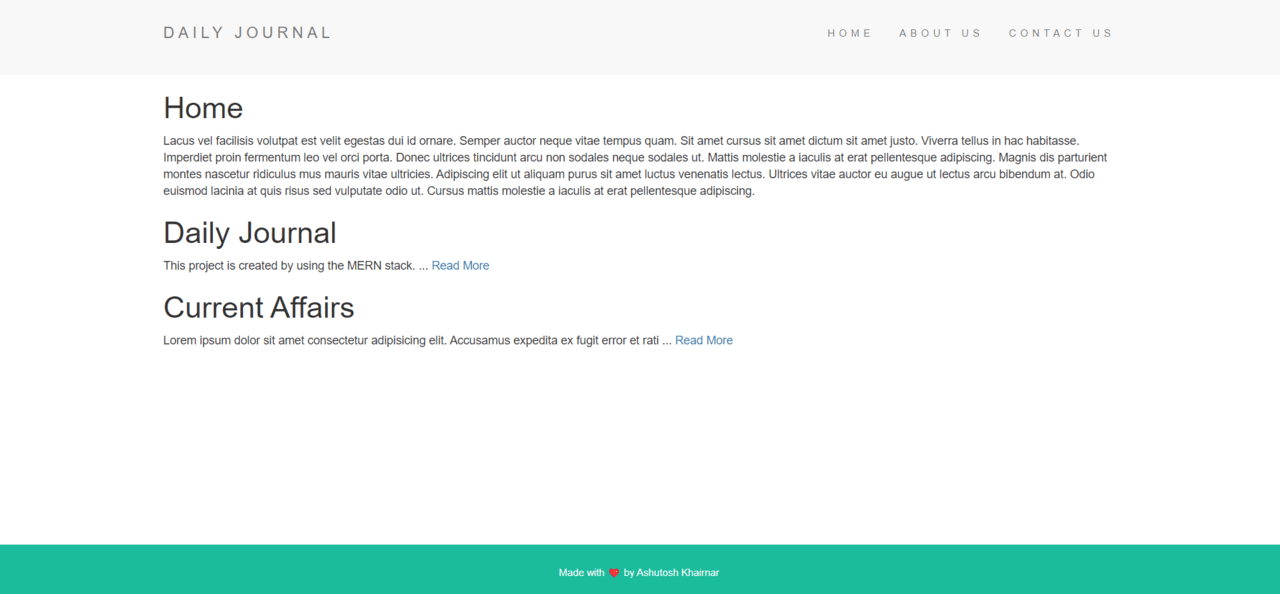 DAILY JOURNAL
HOME ABOUT US CONTACT US
Home
Lacus vel facilisis volutpat est velit egestas dui id ornare. Semper auctor neque vitae tempus quam. Sit amet cursus sit amet dictum sit amet justo. Viverra tellus in hac habitasse.
Imperdiet proin fermentum leo vel orci porta. Donec ultrices tincidunt arcu non sodales neque sodales ut. Mattis molestie a iaculis at erat pellentesque adipiscing. Magnis dis parturient
montes nascetur ridiculus mus mauris vitae ultricies. Adipiscing elit ut aliquam purus sit amet luctus venenatis lectus. Ultrices vitae auctor eu augue ut lectus arcu bibendum at. Odio
euismod lacinia at quis risus sed vulputate odio ut. Cursus mattis molestie a iaculis at erat pellentesque adipiscing.
Daily Journal
This project is created by using the MERN stack. ... Read More
Current Affairs
Lorem ipsum dolor sit amet consectetur adipisicing elit. Accusamus expedita ex fugit error et rati ... Read More
Made with ❤️ by Ashutosh Khairnar